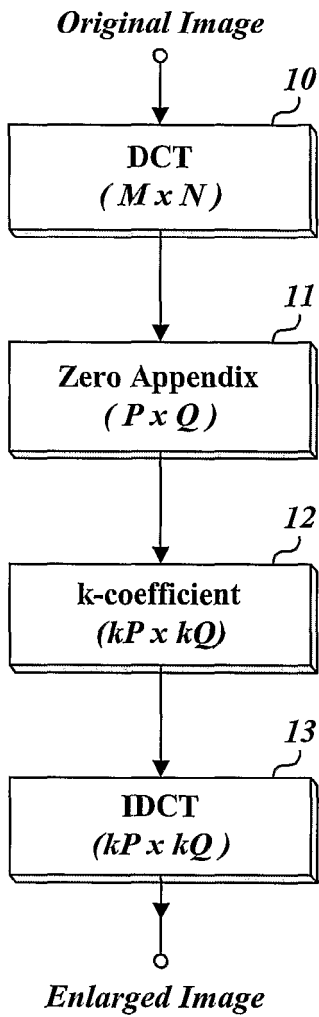 Original Image
10
DCT
( M x N )
11
Zero Appendix
( P x Q )
12
k-coefficient
(kP x kQ)
13
IDCT
(kP x kQ )
Enlarged Image